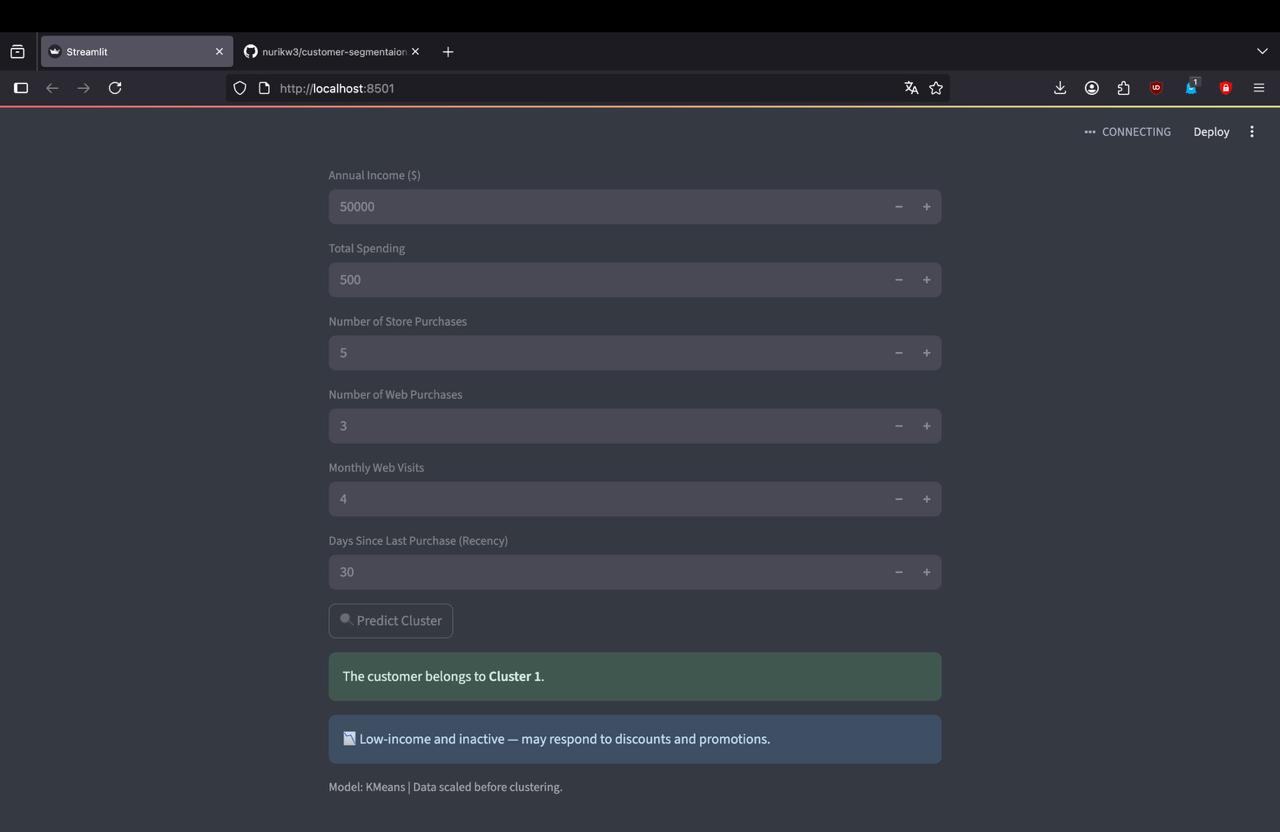 Streamlit
nurikw3/customer-segmentaion
http://localhost:8501
1
CONNECTING
Deploy
Annual Income ($)
50000
Total Spending
500
Number of Store Purchases
5
Number of Web Purchases
3
Monthly Web Visits
4
Days Since Last Purchase (Recency)
30
Predict Cluster
The customer belongs to Cluster 1.
Low-income and inactive — may respond to discounts and promotions.
Model: KMeans | Data scaled before clustering.